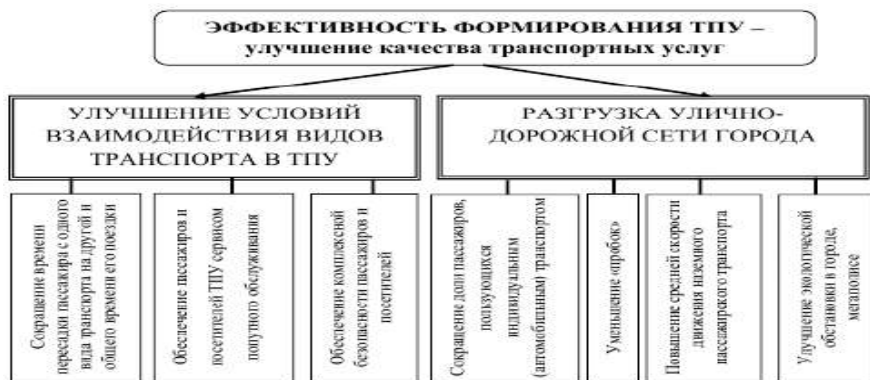 ЭФФЕКТИВНОСТЬ ФОРМИРОВАНИЯ ТПУ –
улучшение качества транспортных услуг
УЛУЧШЕНИЕ УСЛОВИЙ
ВЗАИМОДЕЙСТВИЯ ВИДОВ
ТРАНСПОРТА В ТПУ
РАЗГРУЗКА УЛИЧНО-
ДОРОЖНОЙ СЕТИ ГОРОДА
Сокращение времени
пересадки пассажира с одного
вида транспорта на другой и
общего времени его поездки
Обеспечение пассажиров и
посетителей ТПУ сервисом
попутного обслуживания
Обеспечение комплексной
безопасности пассажиров и
посетителей
Сокращение доли пассажиров,
пользующихся
индивидуальным
(автомобильным) транспортом
Уменьшение «пробок»
Повышение средней скорости
движения наземного
пассажирского транспорта
Улучшение экологической
обстановки в городе,
мегаполисе